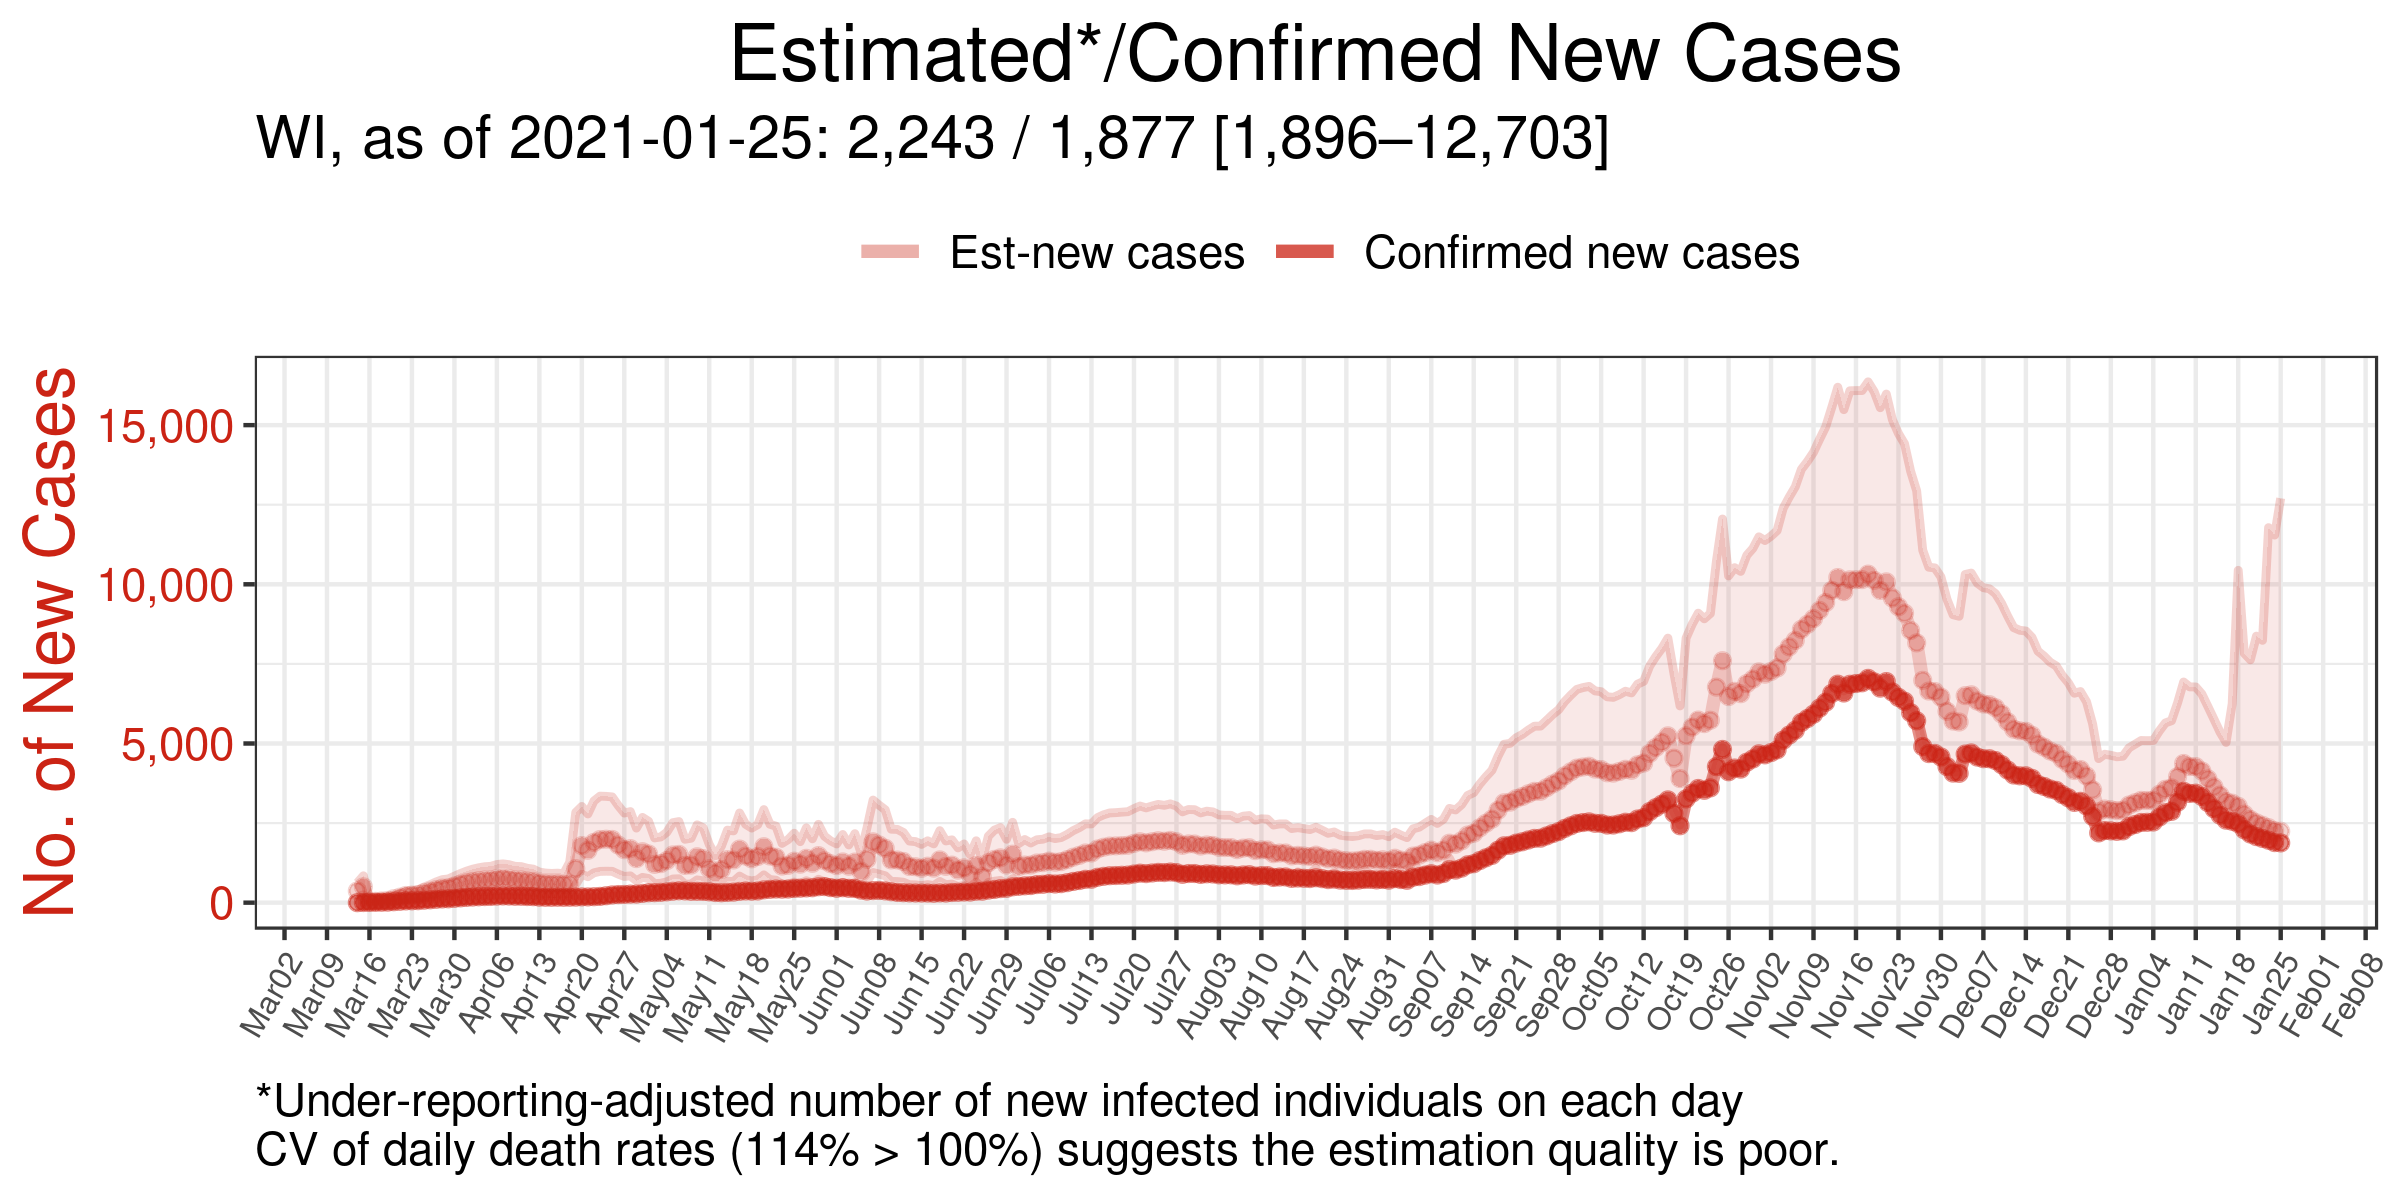 Estimated*/Confirmed New Cases
WI, as of 2021-01-25: 2,243 / 1,877 [1,896–12,703]
Est-new cases Confirmed new cases
No. of New Cases
15,000
10,000
5,000
0
Mar02 Mar09 Mar16 Mar23 Mar30 Apr06 Apr13 Apr20 Apr27 May04 May11 May18 May25 Jun01 Jun08 Jun15 Jun22 Jun29 Jul06 Jul13 Jul20 Jul27 Aug03 Aug10 Aug17 Aug24 Aug31 Sep07 Sep14 Sep21 Sep28 Oct05 Oct12 Oct19 Oct26 Nov02 Nov09 Nov16 Nov23 Nov30 Dec07 Dec14 Dec21 Dec28 Jan04 Jan11 Jan18 Jan25 Feb01 Feb08
*Under-reporting-adjusted number of new infected individuals on each day
CV of daily death rates (114% > 100%) suggests the estimation quality is poor.